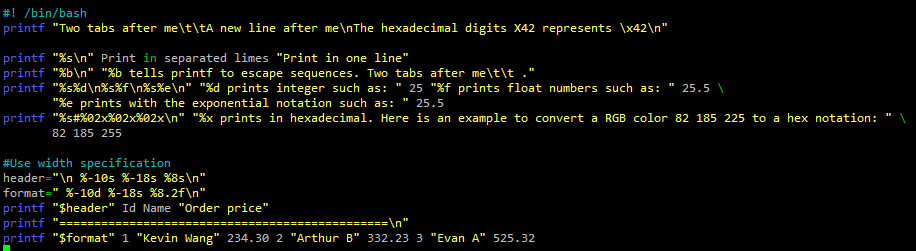 #! /bin/bash
printf "Two tabs after me\t\tA new line after me\nThe hexadecimal digits X42 represents \x42\n"
printf "%s\n" Print in separated limes "Print in one line"
printf "%b\n" "%b tells printf to escape sequences. Two tabs after me\t\t ."
printf "%s%d\n%s%f\n%s%e\n" "%d prints integer such as: " 25 "%f prints float numbers such as: " 25.5 \
"%e prints with the exponential notation such as: " 25.5
printf "%s#%02x%02x%02x\n" "%x prints in hexadecimal. Here is an example to convert a RGB color 82 185 225 to a hex notation: " \
82 185 255
#Use width specification
header="\n %-10s %-18s %8s\n"
format=" %-10d %-18s %8.2f\n"
printf "$header" Id Name "Order price"
printf "===============================================\n"
printf "$format" 1 "Kevin Wang" 234.30 2 "Arthur B" 332.23 3 "Evan A" 525.32